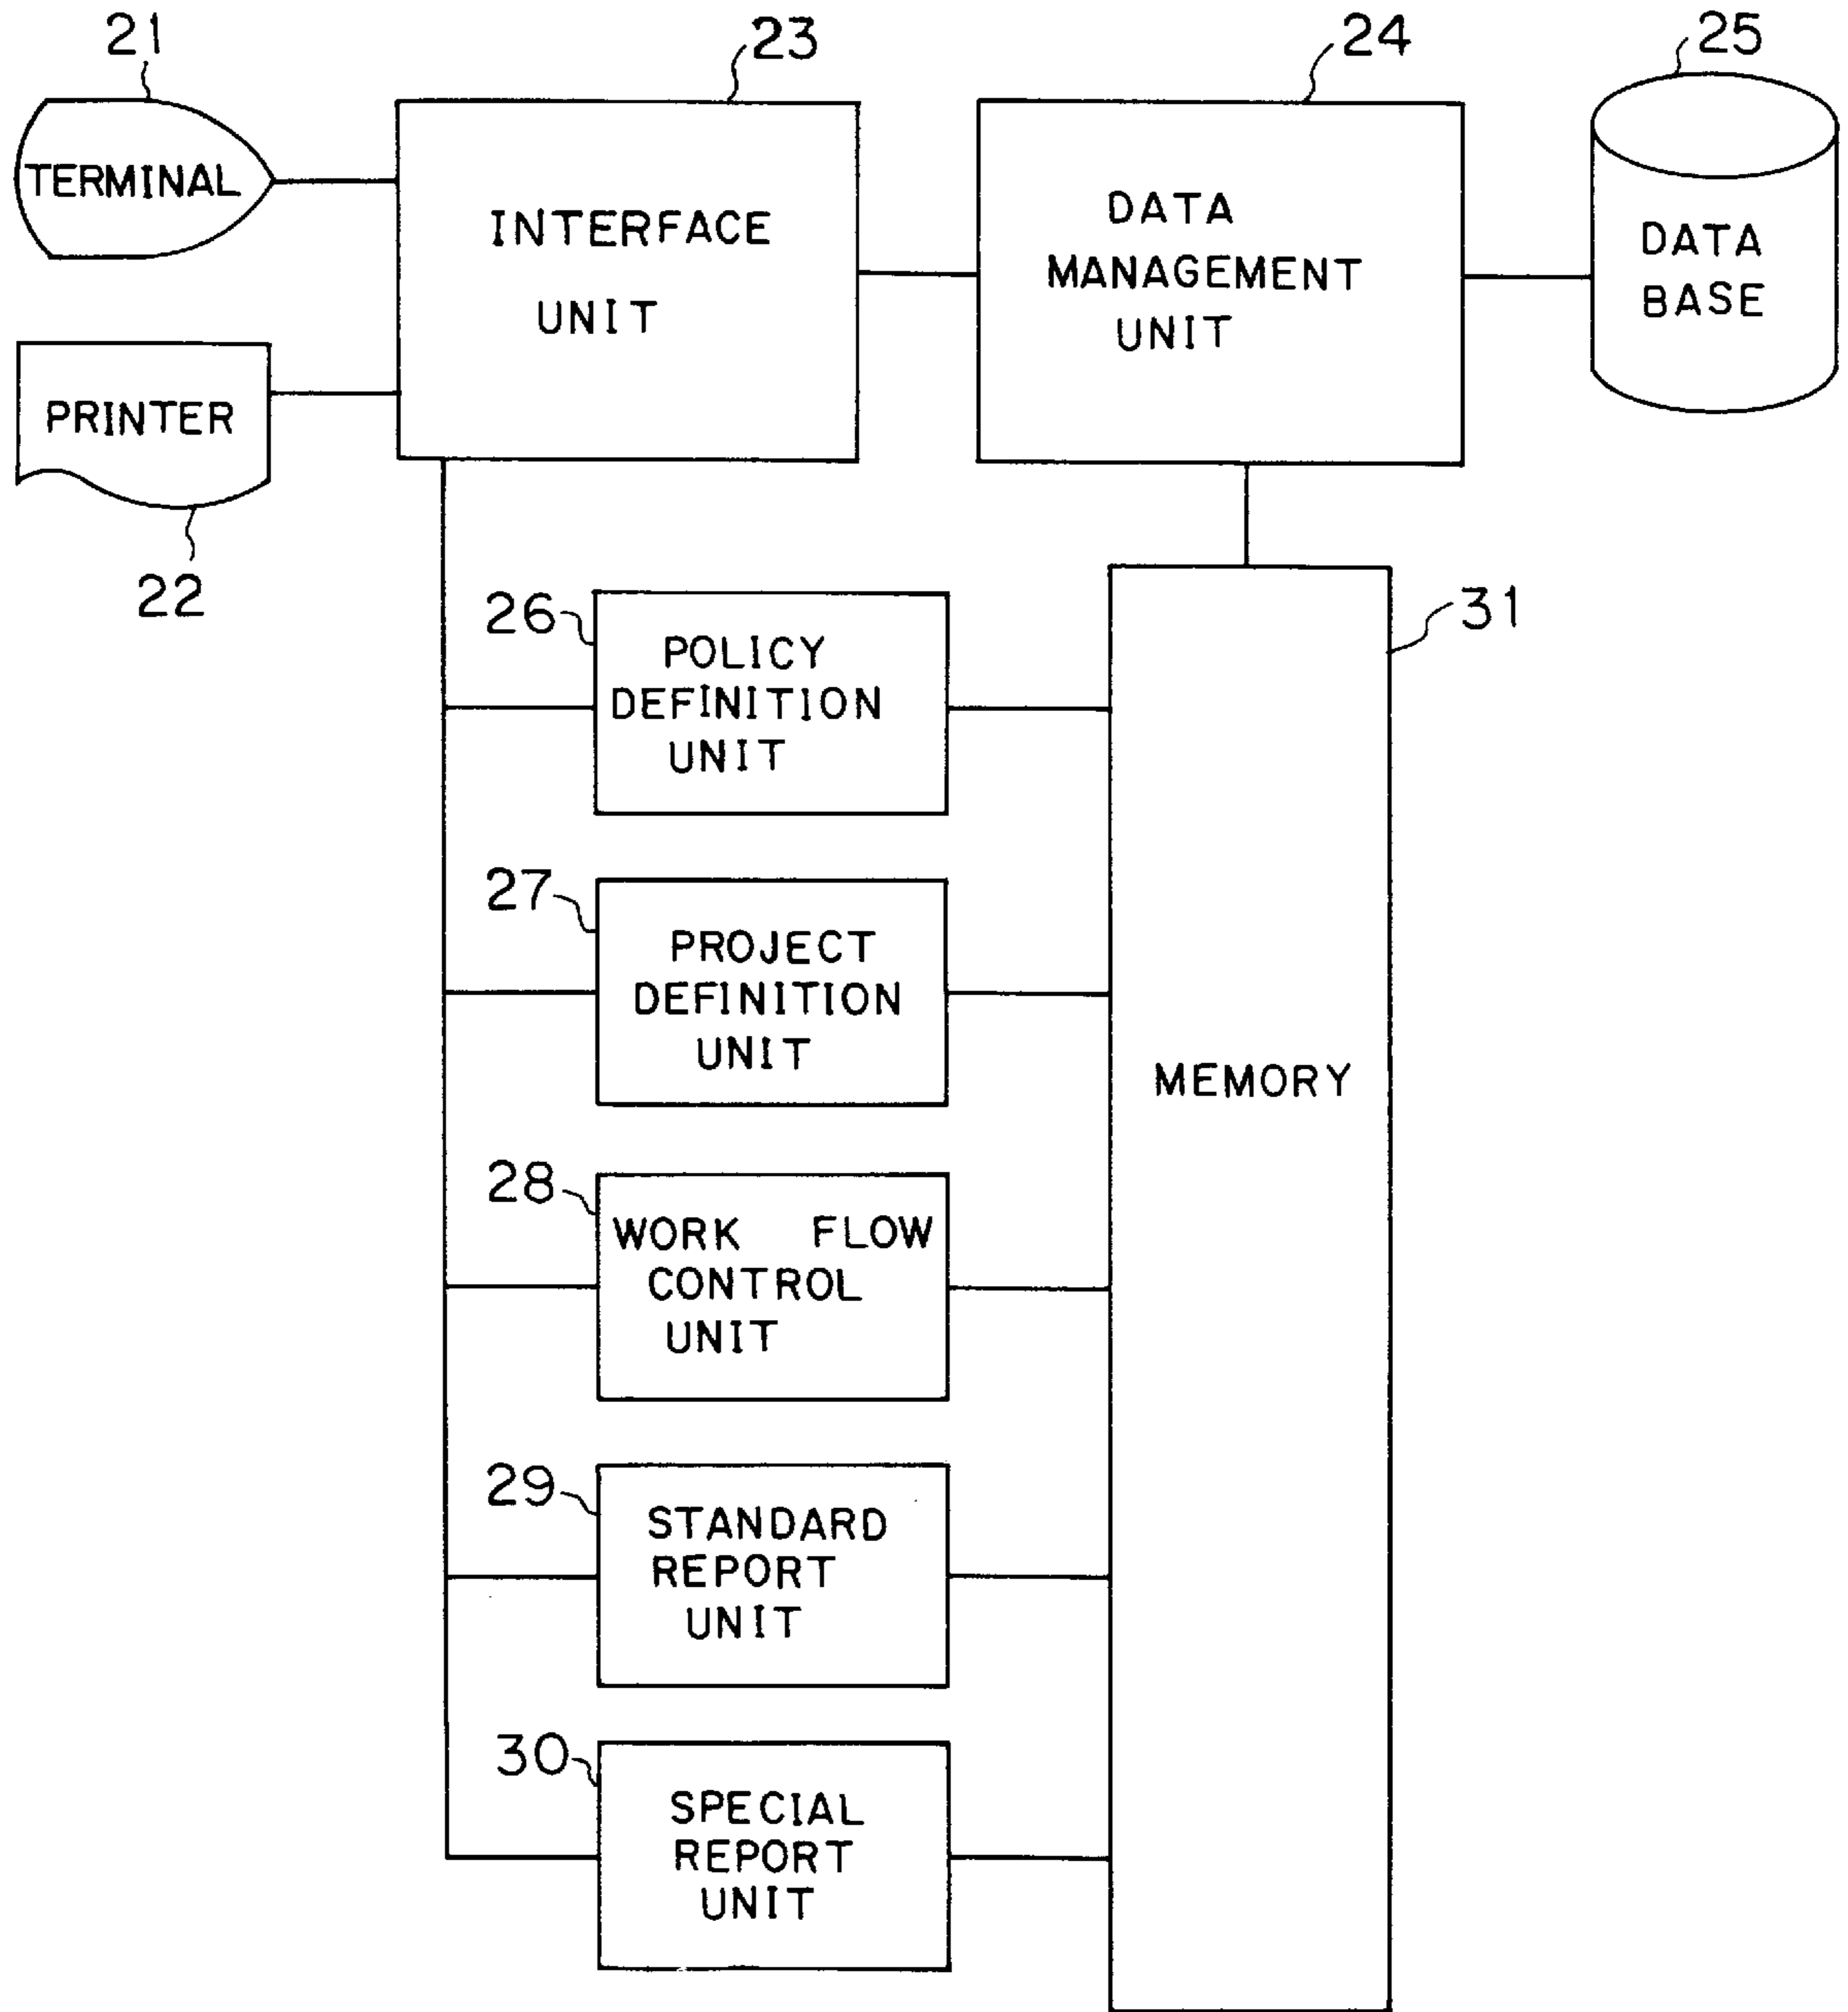 21
23
24
25
TERMINAL
INTERFACE
UNIT
DATA
MANAGEMENT
UNIT
DATA
BASE
PRINTER
22
26
POLICY
DEFINITION
UNIT
31
27
PROJECT
DEFINITION
UNIT
MEMORY
28
WORK FLOW
CONTROL
UNIT
29
STANDARD
REPORT
UNIT
30
SPECIAL
REPORT
UNIT